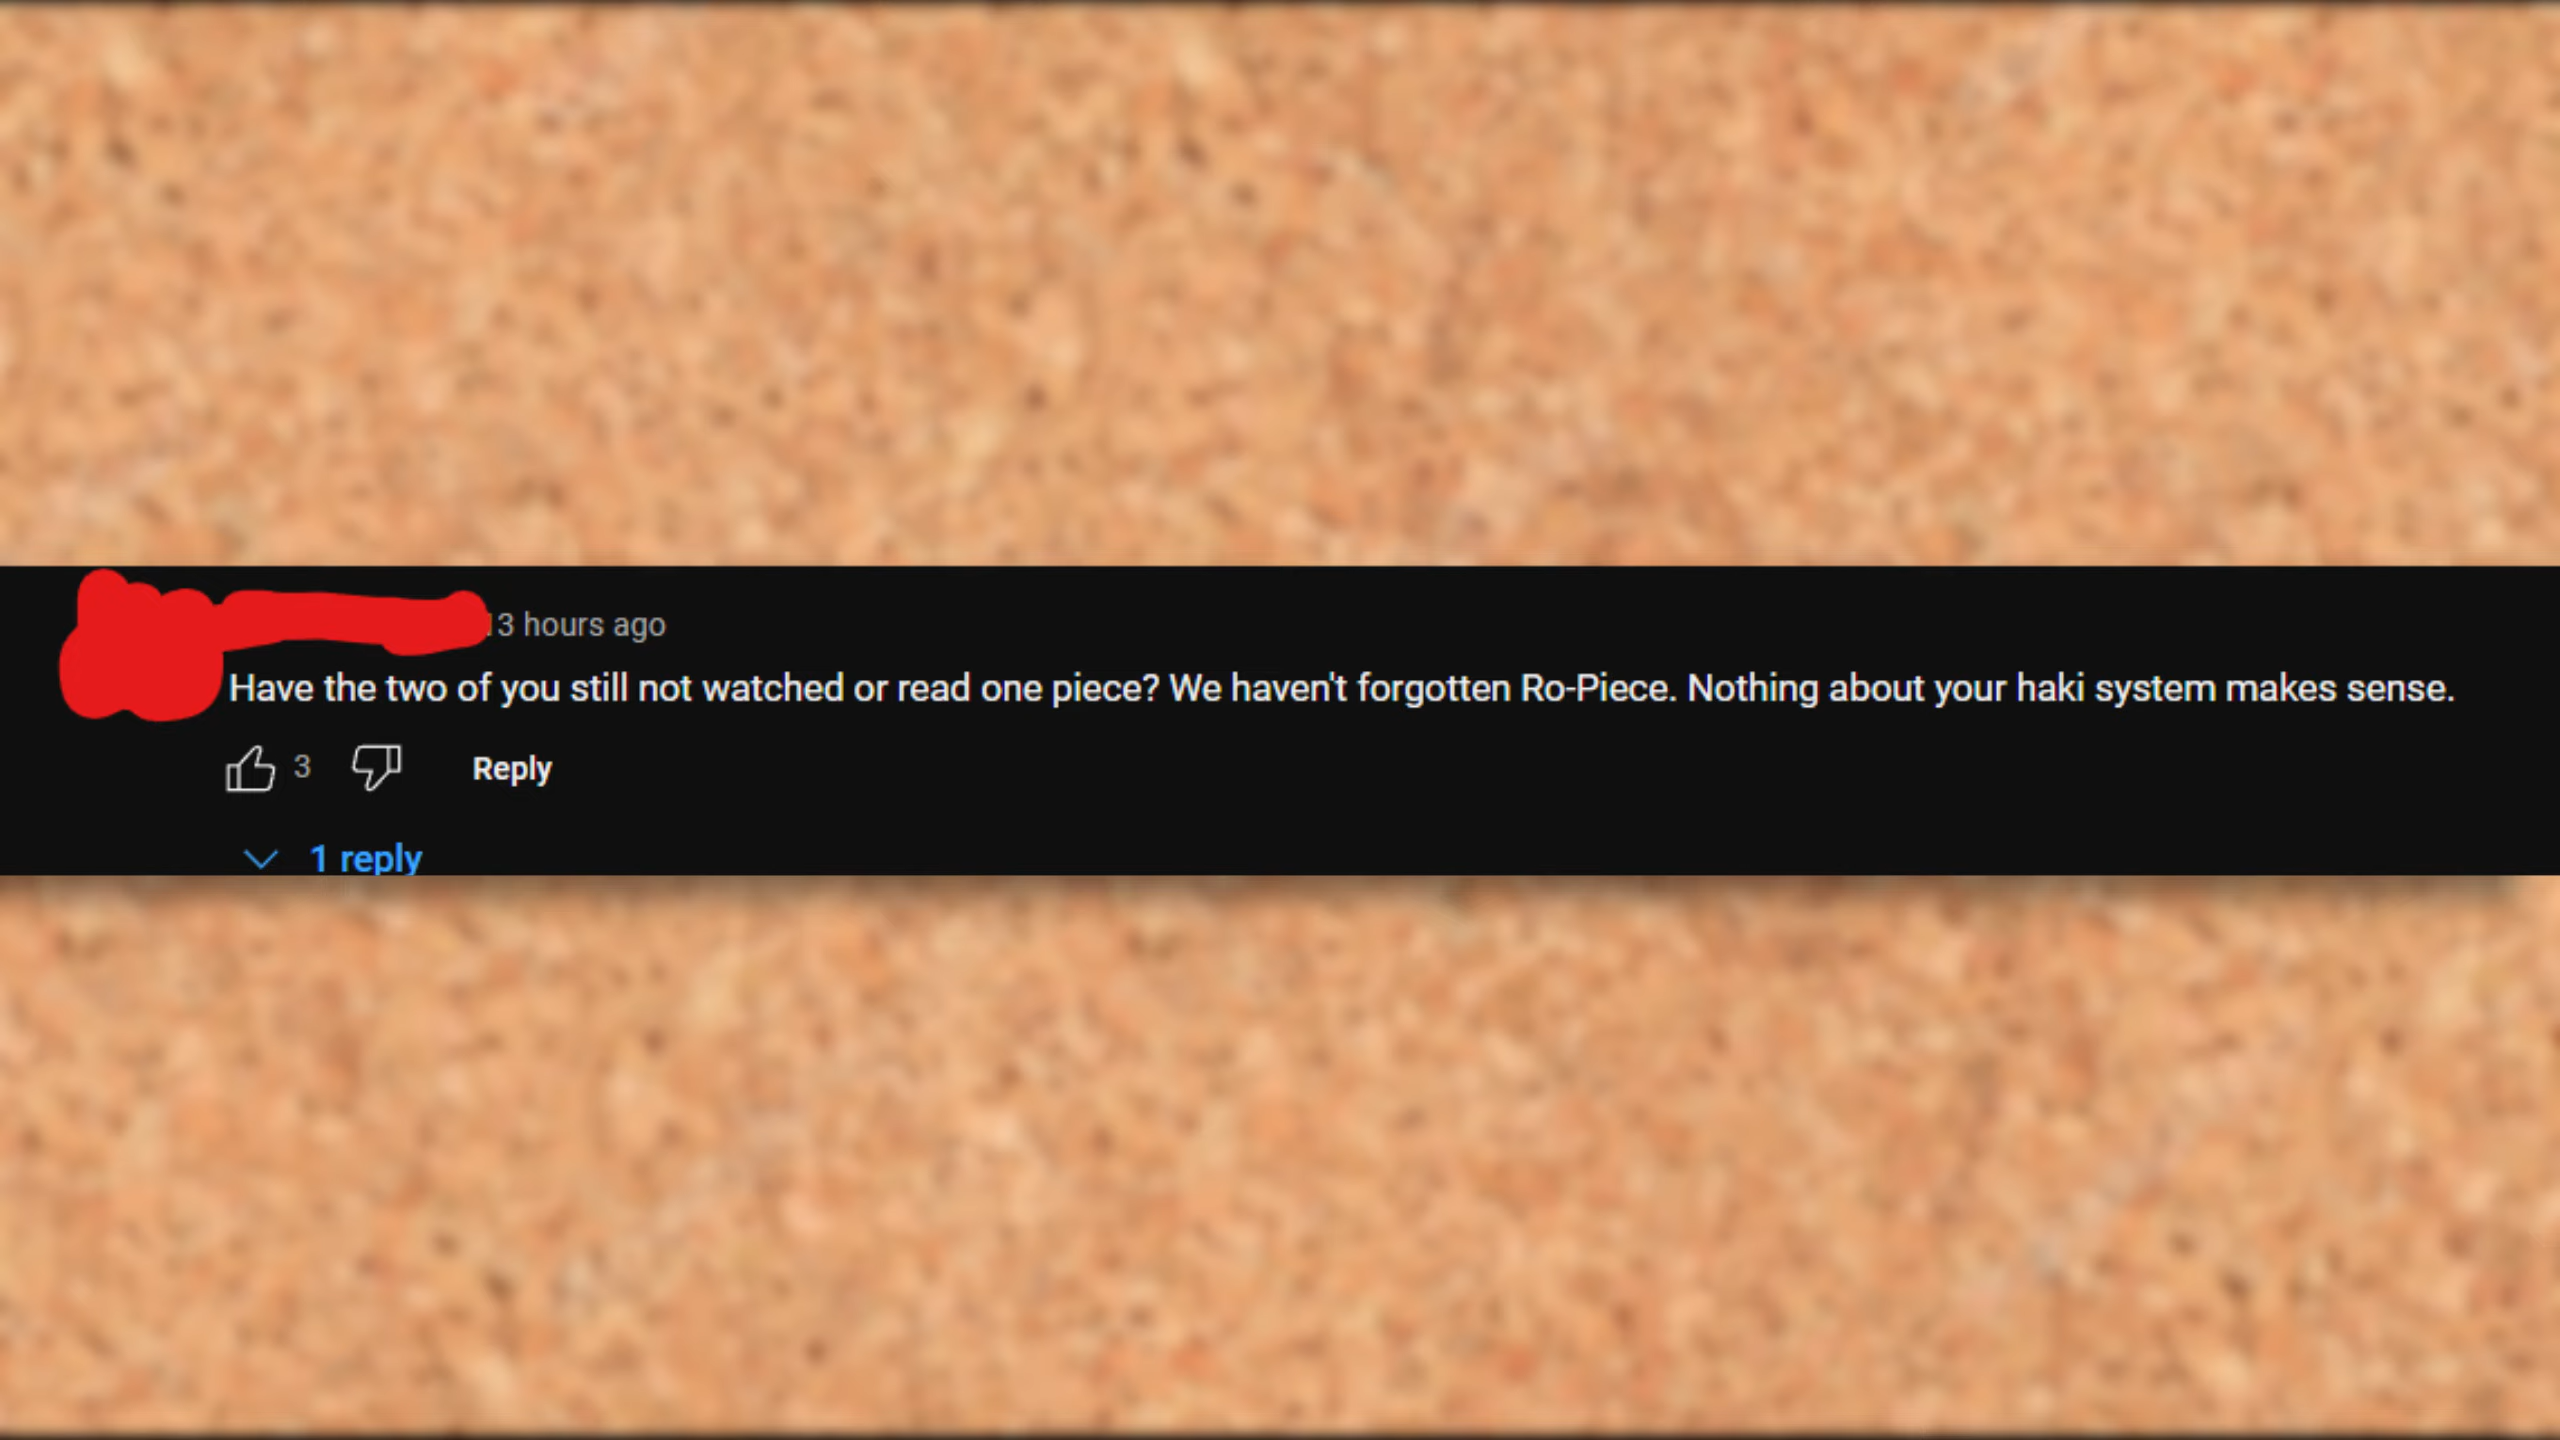 13 hours ago
Have the two of you still not watched or read one piece? We haven't forgotten Ro-Piece. Nothing about your haki system makes sense.
3 Reply
1 reply